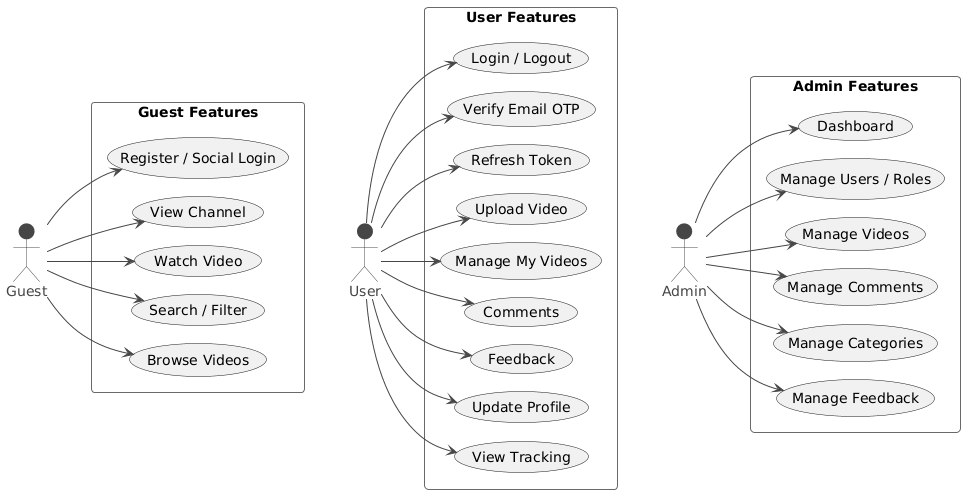 Guest Features
Register / Social Login
View Channel
Watch Video
Search / Filter
Browse Videos
Guest
User Features
Login / Logout
Verify Email OTP
Refresh Token
Upload Video
Manage My Videos
Comments
Feedback
Update Profile
View Tracking
User
Admin Features
Dashboard
Manage Users / Roles
Manage Videos
Manage Comments
Manage Categories
Manage Feedback
Admin